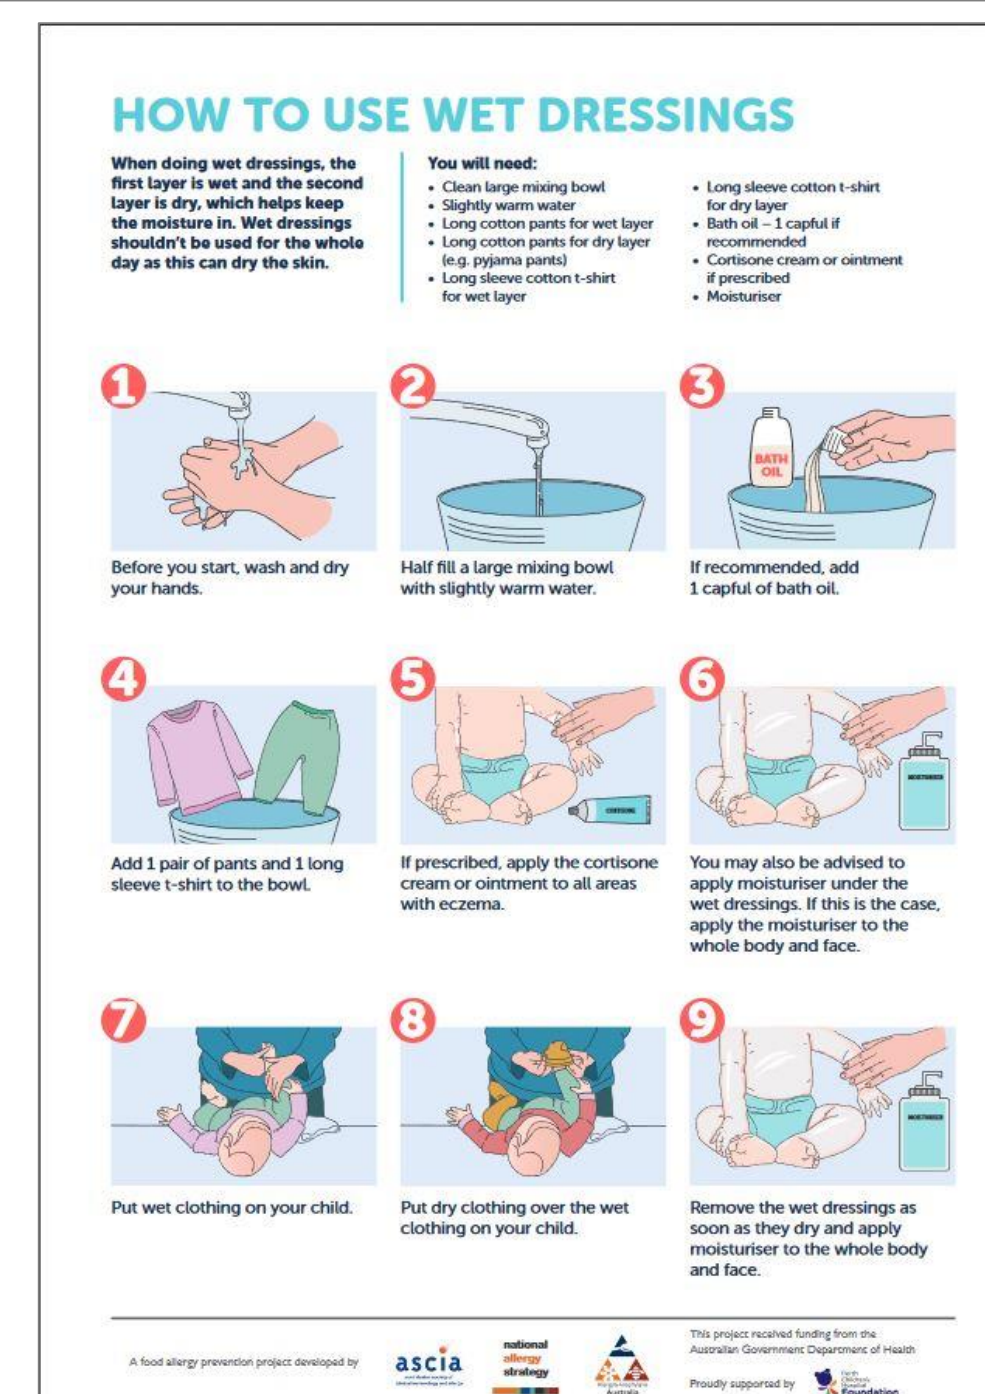 HOW TO USE WET DRESSINGS
When doing wet dressings, the
first layer is wet and the second
layer is dry, which helps keep
the moisture in. Wet dressings
shouldn't be used for the whole
day as this can dry the skin.
You will need:
• Clean large mixing bowl
• Slightly warm water
• Long cotton pants for wet layer
• Long cotton pants for dry layer
(e.g. pyjama pants)
• Long sleeve cotton t-shirt
for wet layer
• Long sleeve cotton t-shirt
for dry layer
• Bath oil – 1 capful if
recommended
• Cortisone cream or ointment
if prescribed
• Moisturiser
1
Before you start, wash and dry
your hands.
2
Half fill a large mixing bowl
with slightly warm water.
3
BATH
OIL
If recommended, add
1 capful of bath oil.
4
Add 1 pair of pants and 1 long
sleeve t-shirt to the bowl.
5
CORTISONE
If prescribed, apply the cortisone
cream or ointment to all areas
with eczema.
6
MOISTURISER
You may also be advised to
apply moisturiser under the
wet dressings. If this is the case,
apply the moisturiser to the
whole body and face.
7
Put wet clothing on your child.
8
Put dry clothing over the wet
clothing on your child.
9
MOISTURISER
Remove the wet dressings as
soon as they dry and apply
moisturiser to the whole body
and face.
A food allergy prevention project developed by
ascia
national
allergy
strategy
Australia
This project received funding from the
Australian Government Department of Health
Proudly supported by
Perth
Children's
Hospital
Foundation